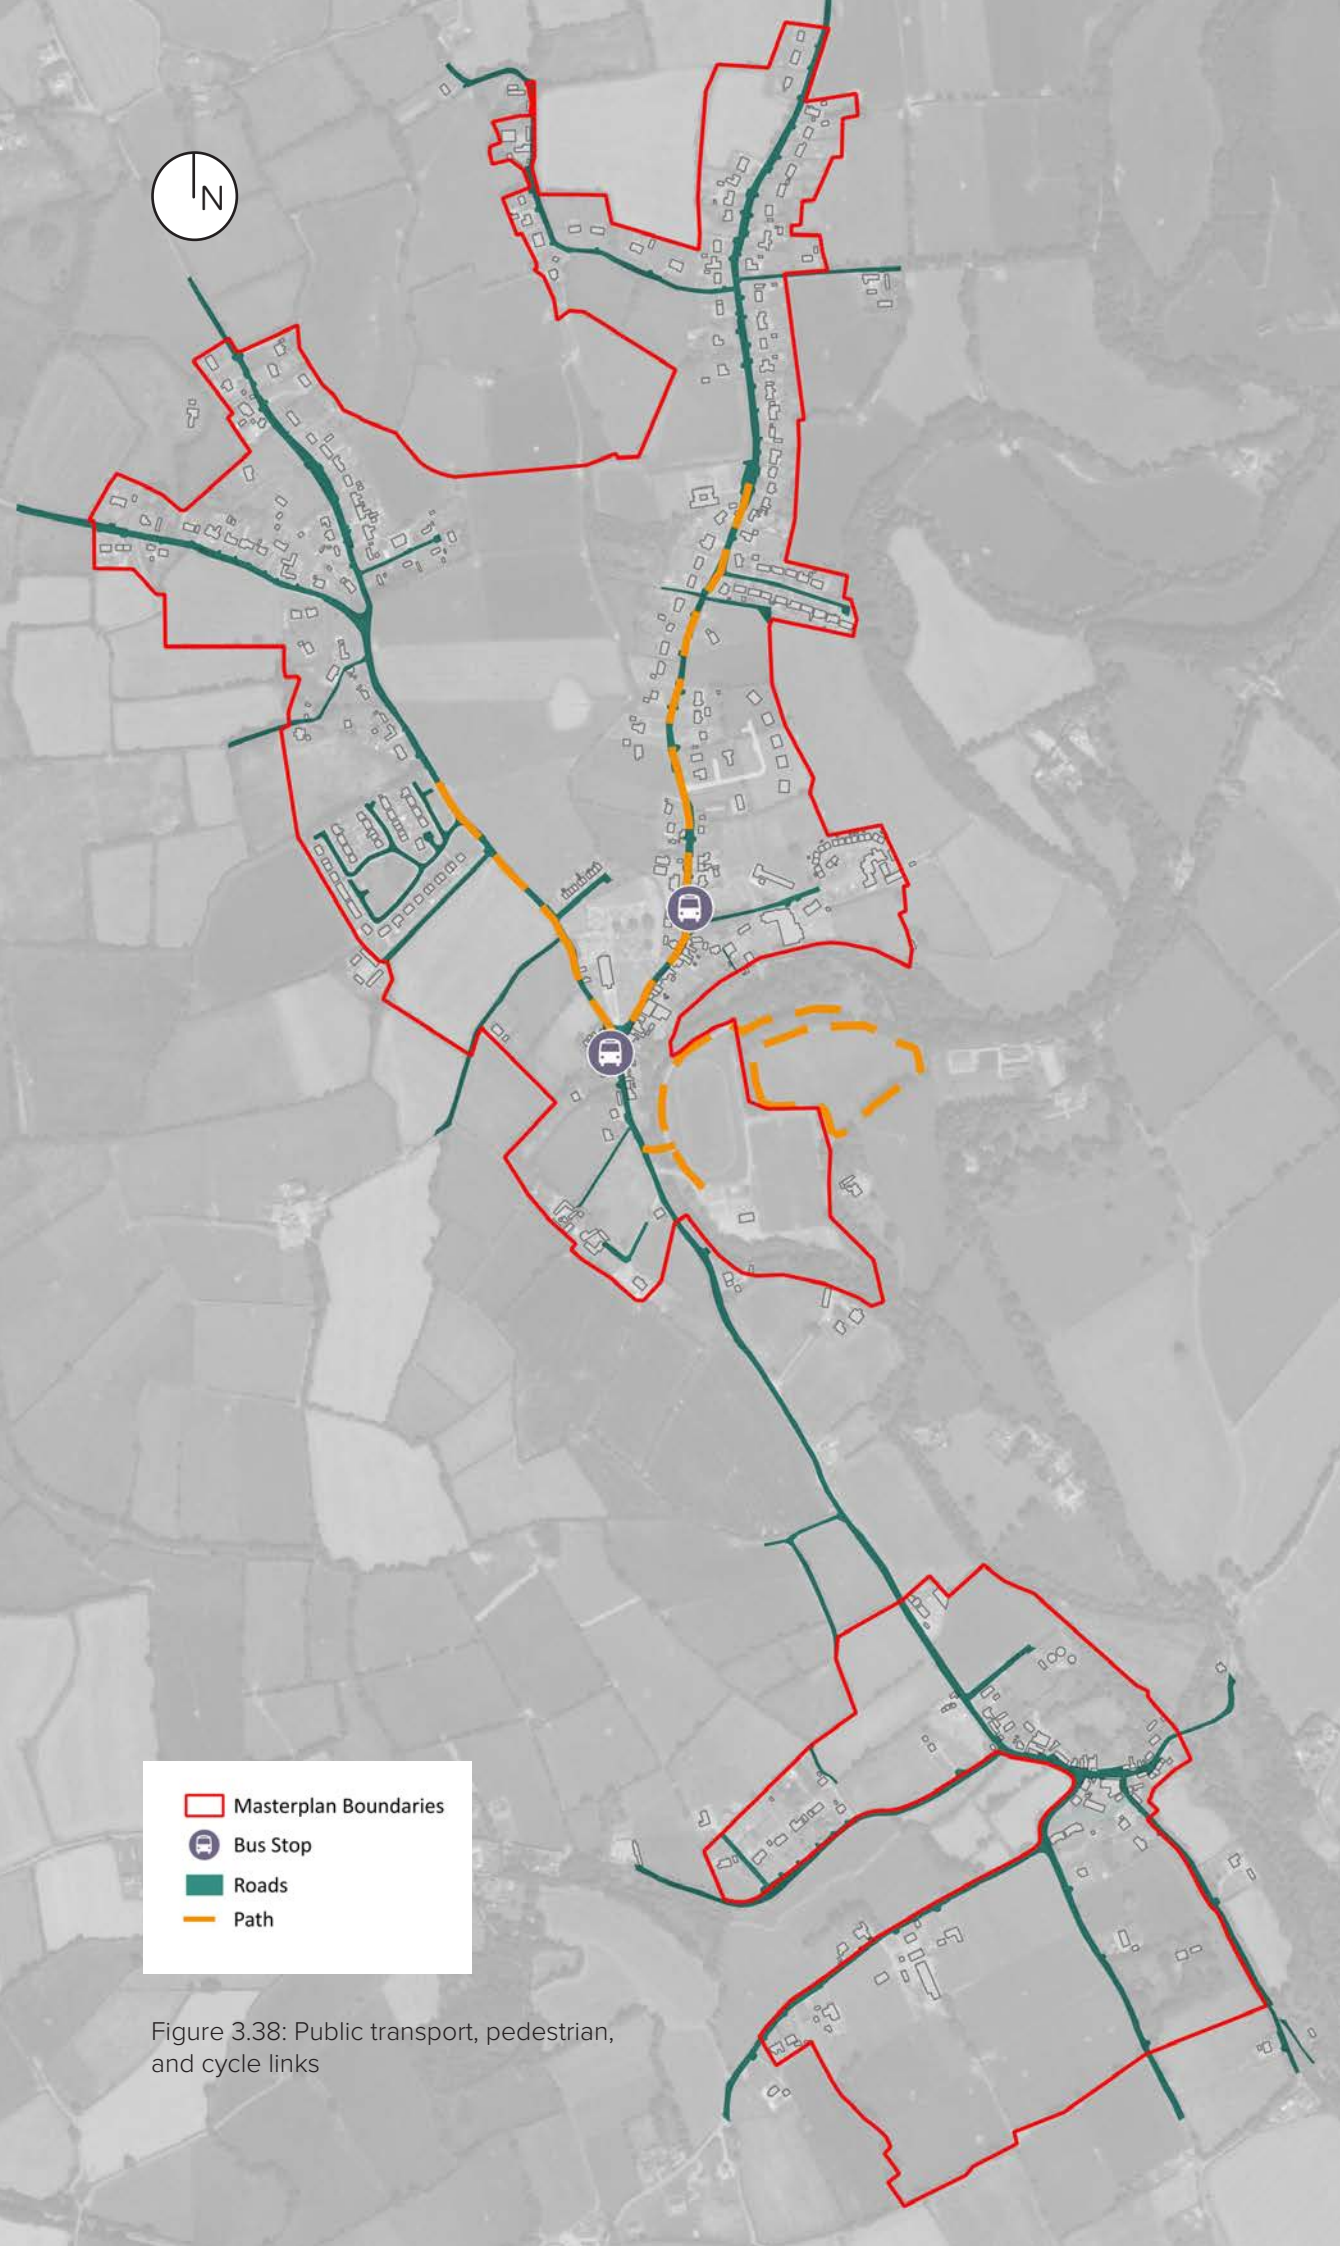 N
Masterplan Boundaries
Bus Stop
Roads
Path
Figure 3.38: Public transport, pedestrian,
and cycle links